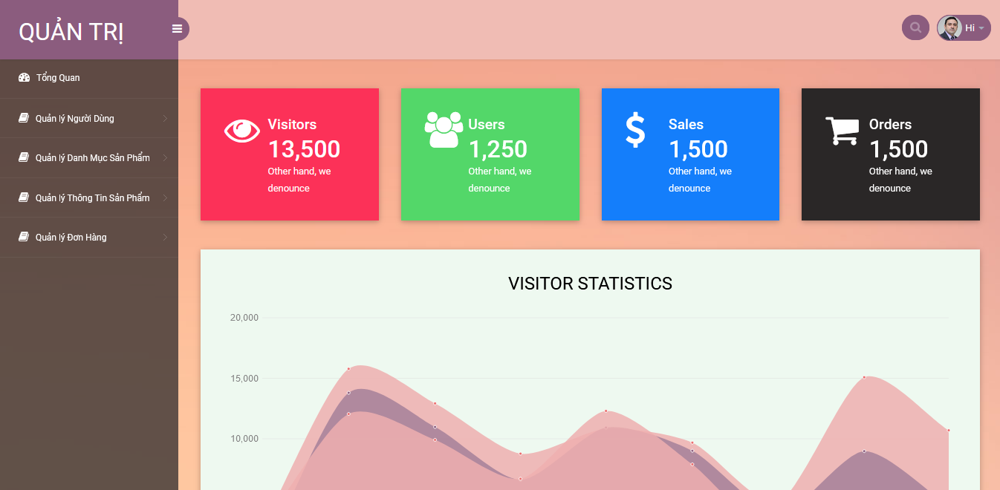 QUẢN TRỊ
Hi
Tổng Quan
Quản lý Người Dùng
Quản lý Danh Mục Sản Phẩm
Quản lý Thông Tin Sản Phẩm
Quản lý Đơn Hàng
Visitors
13,500
Other hand, we
denounce
Users
1,250
Other hand, we
denounce
Sales
1,500
Other hand, we
denounce
Orders
1,500
Other hand, we
denounce
VISITOR STATISTICS
20,000
15,000
10,000